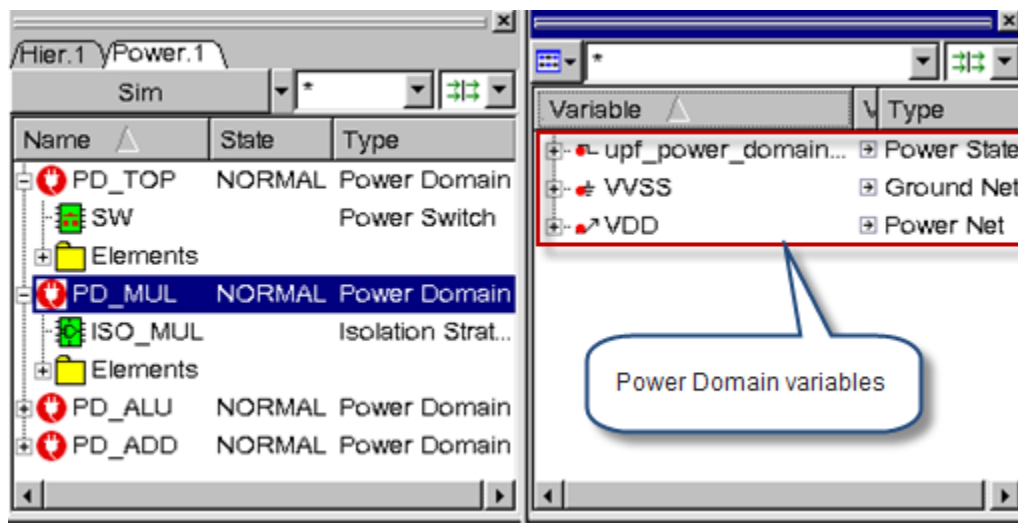 Hier.1 Power.1
Sim *
Name State Type
PD_TOP NORMAL Power Domain
SW Power Switch
Elements
PD_MUL NORMAL Power Domain
ISO_MUL Isolation Strat...
Elements
PD_ALU NORMAL Power Domain
PD_ADD NORMAL Power Domain
*
Variable V Type
upf_power_domain... Power State
VVSS Ground Net
VDD Power Net
Power Domain variables